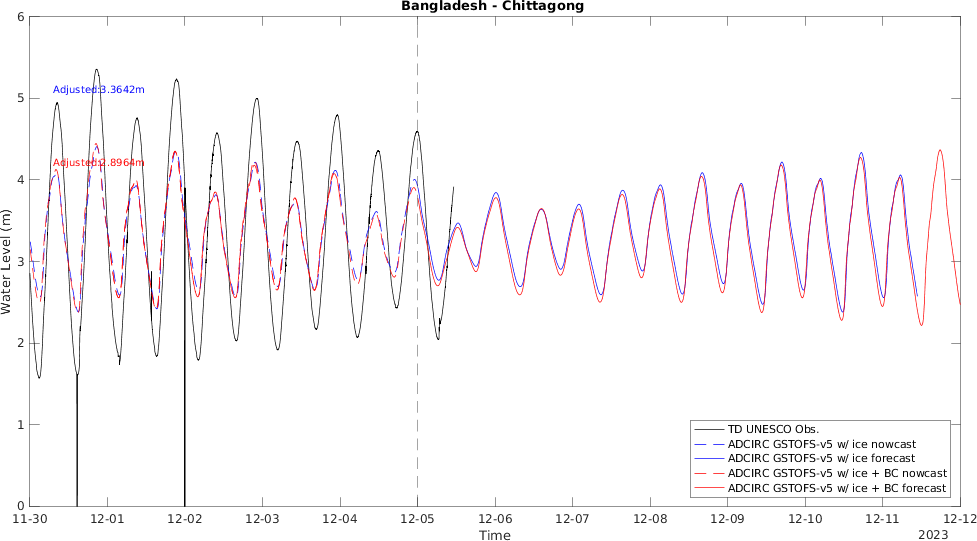 Bangladesh - Chittagong
6
5
4
3
2
1
0
Water Level (m)
Adjusted:3.3642m
Adjusted:2.8964m
TD UNESCO Obs.
ADCIRC GSTOFS-v5 w/ ice nowcast
ADCIRC GSTOFS-v5 w/ ice forecast
ADCIRC GSTOFS-v5 w/ ice + BC nowcast
ADCIRC GSTOFS-v5 w/ ice + BC forecast
11-30 12-01 12-02 12-03 12-04 12-05 12-06 12-07 12-08 12-09 12-10 12-11 12-12
Time
2023